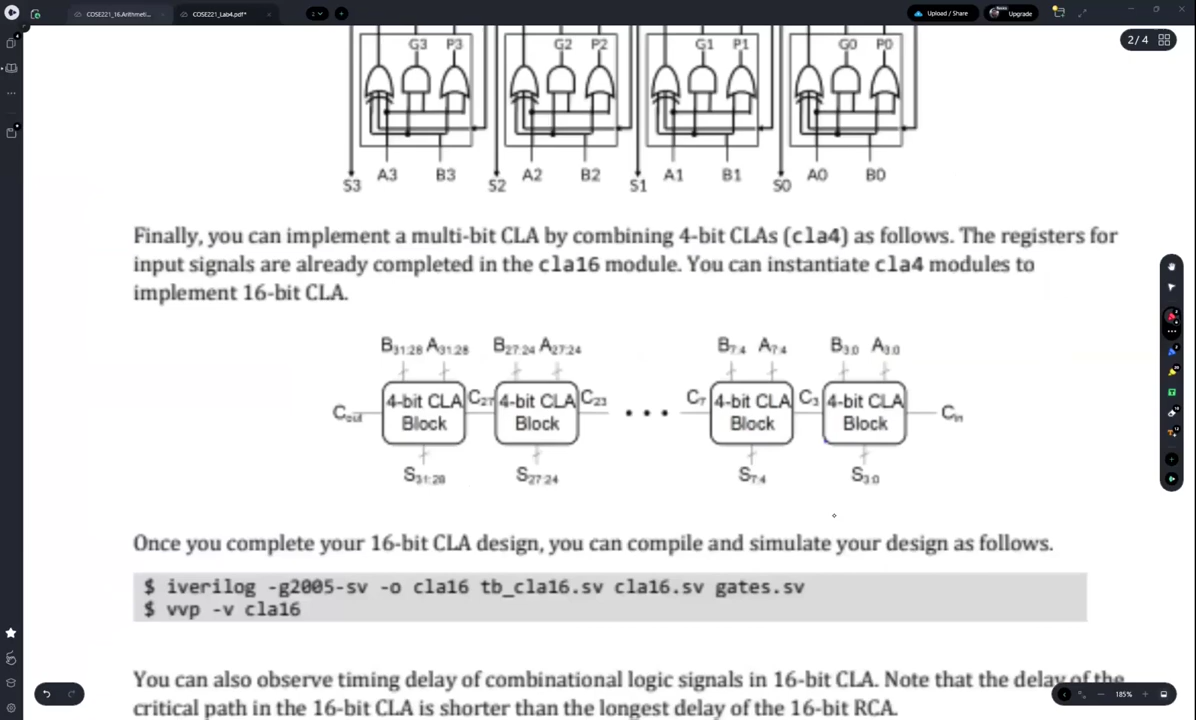 COSE221_16.Arithmeti...
COSE221_Lab4.pdf*
2
Upload / Share
Upgrade
2/4
G3 P3 G2 P2 G1 P1 G0 P0
A3 B3 A2 B2 A1 B1 A0 B0
S3 S2 S1 S0
Finally, you can implement a multi-bit CLA by combining 4-bit CLAs (cla4) as follows. The registers for
input signals are already completed in the cla16 module. You can instantiate cla4 modules to
implement 16-bit CLA.
B31:28 A31:28 B27:24 A27:24 B7:4 A7:4 B3:0 A3:0
Cout 4-bit CLA Block C27 4-bit CLA Block C23 • • • C7 4-bit CLA Block C3 4-bit CLA Block Cin
S31:28 S27:24 S7:4 S3:0
Once you complete your 16-bit CLA design, you can compile and simulate your design as follows.
$ iverilog -g2005-sv -o cla16 tb_cla16.sv cla16.sv gates.sv
$ vvp -v cla16
You can also observe timing delay of combinational logic signals in 16-bit CLA. Note that the delay of the
critical path in the 16-bit CLA is shorter than the longest delay of the 16-bit RCA.
185%